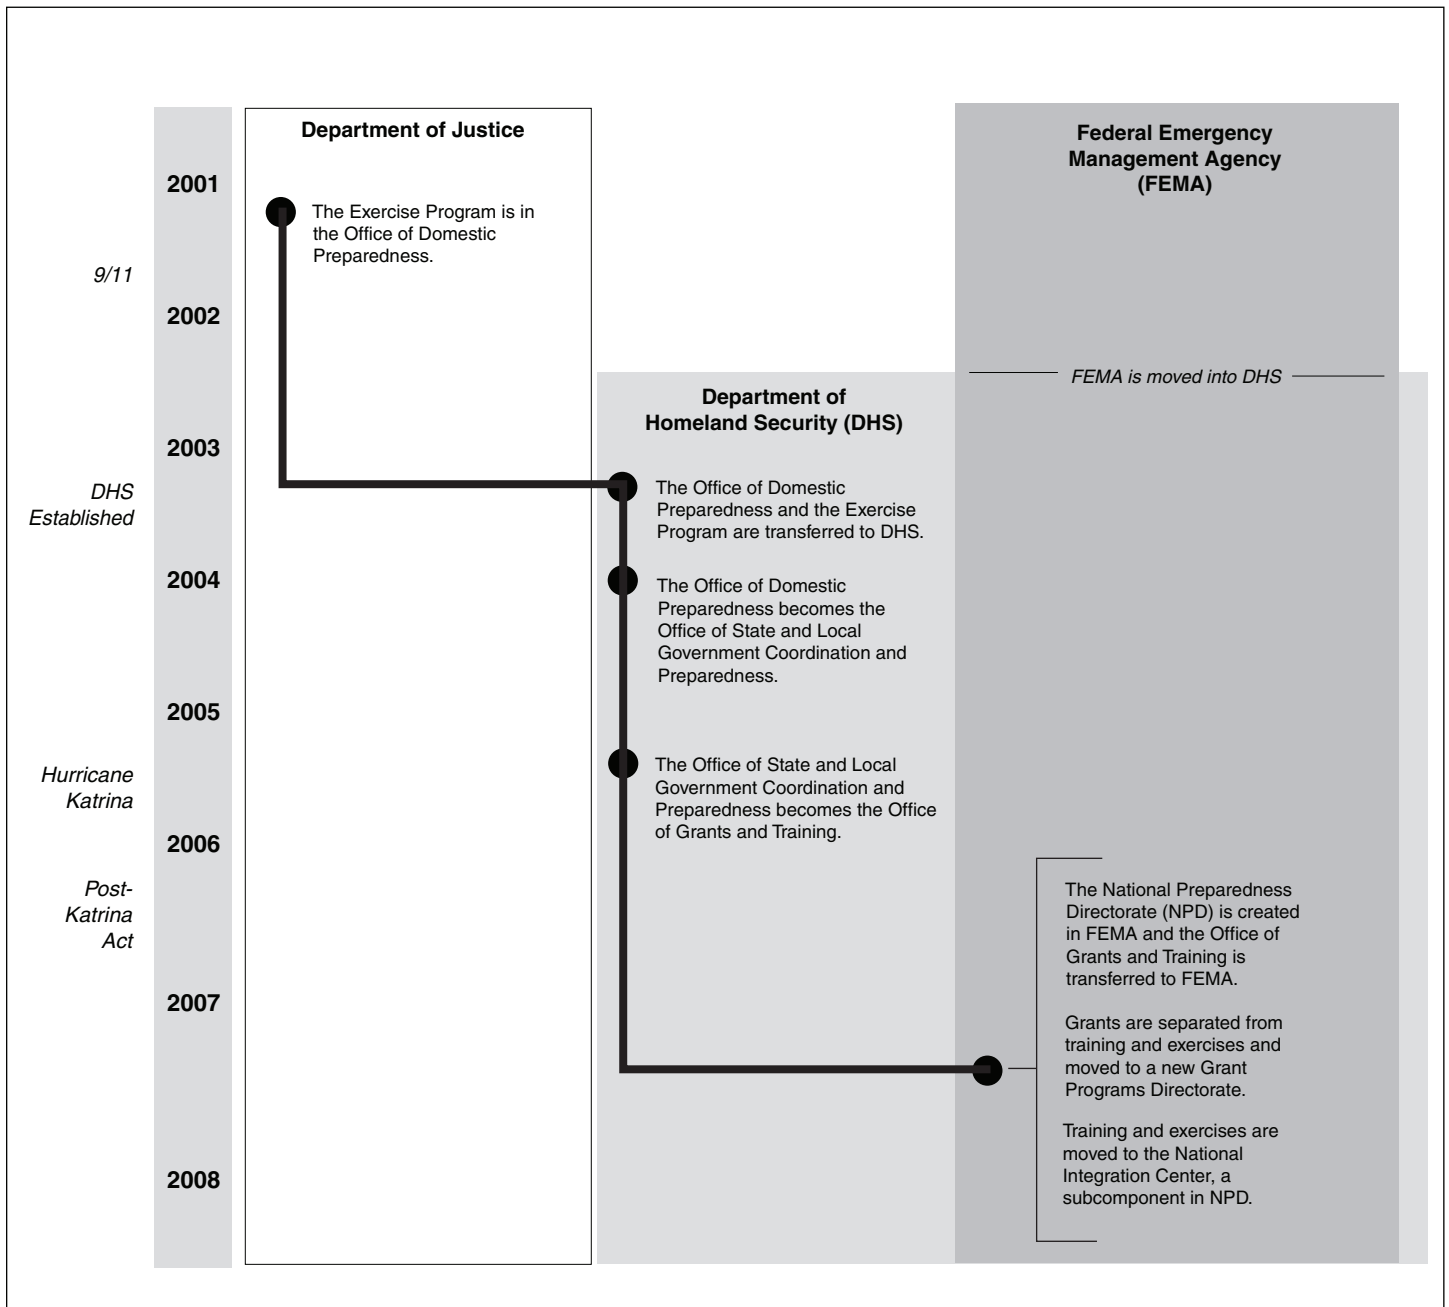 Department of Justice
Federal Emergency
Management Agency
(FEMA)
2001
The Exercise Program is in
the Office of Domestic
Preparedness.
9/11
2002
FEMA is moved into DHS
Department of
Homeland Security (DHS)
2003
DHS
Established
The Office of Domestic
Preparedness and the Exercise
Program are transferred to DHS.
2004
The Office of Domestic
Preparedness becomes the
Office of State and Local
Government Coordination and
Preparedness.
2005
Hurricane
Katrina
The Office of State and Local
Government Coordination and
Preparedness becomes the Office
of Grants and Training.
2006
Post-
Katrina
Act
The National Preparedness
Directorate (NPD) is created
in FEMA and the Office of
Grants and Training is
transferred to FEMA.
2007
Grants are separated from
training and exercises and
moved to a new Grant
Programs Directorate.
Training and exercises are
moved to the National
Integration Center, a
subcomponent in NPD.
2008